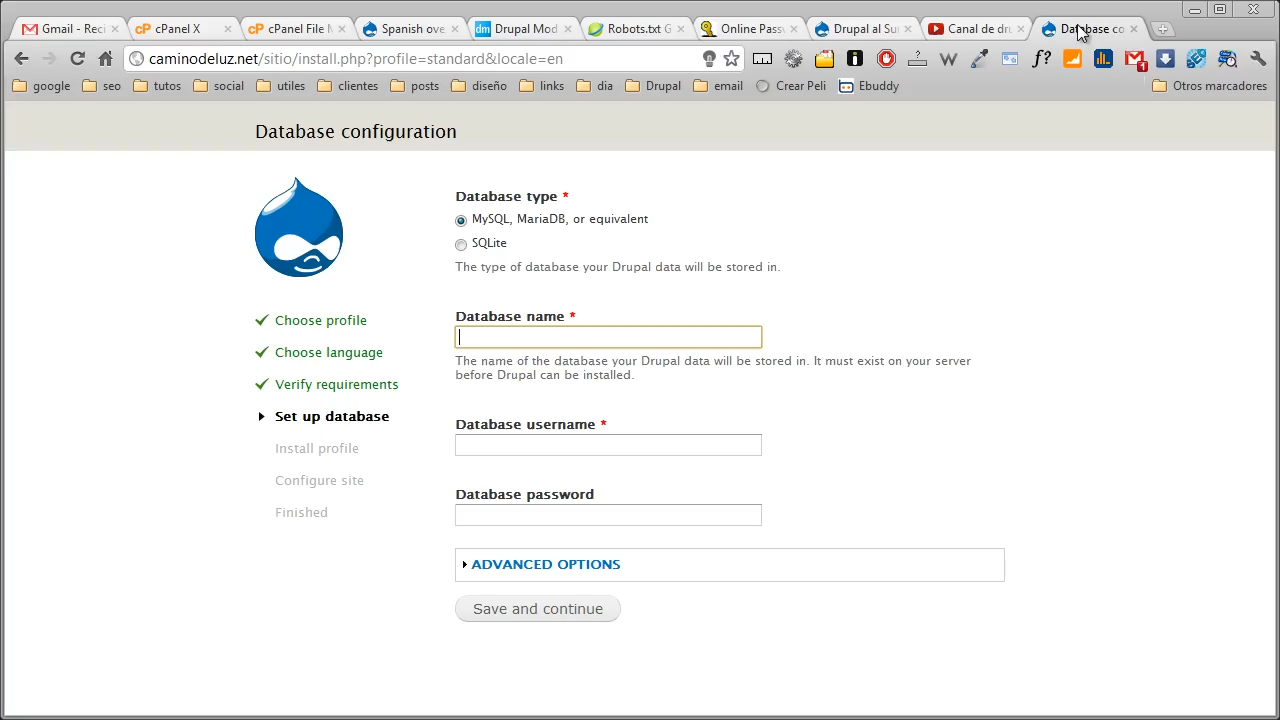 Gmail - Reci
cPanel X
cPanel File M
Spanish ove
Drupal Mod
Robots.txt G
Online Passw
Drupal al Su
Canal de dru
Database co
caminodeluz.net/sitio/install.php?profile=standard&locale=en
google
seo
tutos
social
utiles
clientes
posts
diseño
links
dia
Drupal
email
Crear Peli
Ebuddy
Otros marcadores
Database configuration
Database type *
MySQL, MariaDB, or equivalent
SQLite
The type of database your Drupal data will be stored in.
Database name *
The name of the database your Drupal data will be stored in. It must exist on your server
before Drupal can be installed.
Database username *
Database password
ADVANCED OPTIONS
Save and continue
Choose profile
Choose language
Verify requirements
Set up database
Install profile
Configure site
Finished